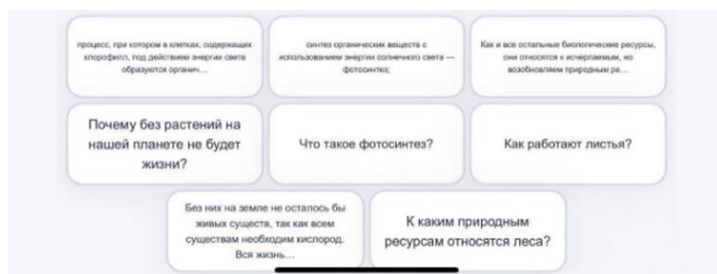 процесс, при котором в клетках, содержащих
хлорофилл, под действием энергии света
образуются органич...
синтез органических веществ с
использованием энергии солнечного света —
фотосинтез;
Как и все остальные биологические ресурсы,
они относятся к исчерпаемым, но
возобновляемом природным ре...
Почему без растений на
нашей планете не будет
жизни?
Что такое фотосинтез?
Как работают листья?
Без них на земле не осталось бы
живых существ, так как всем
существам необходим кислород.
Вся жизнь...
К каким природным
ресурсам относятся леса?